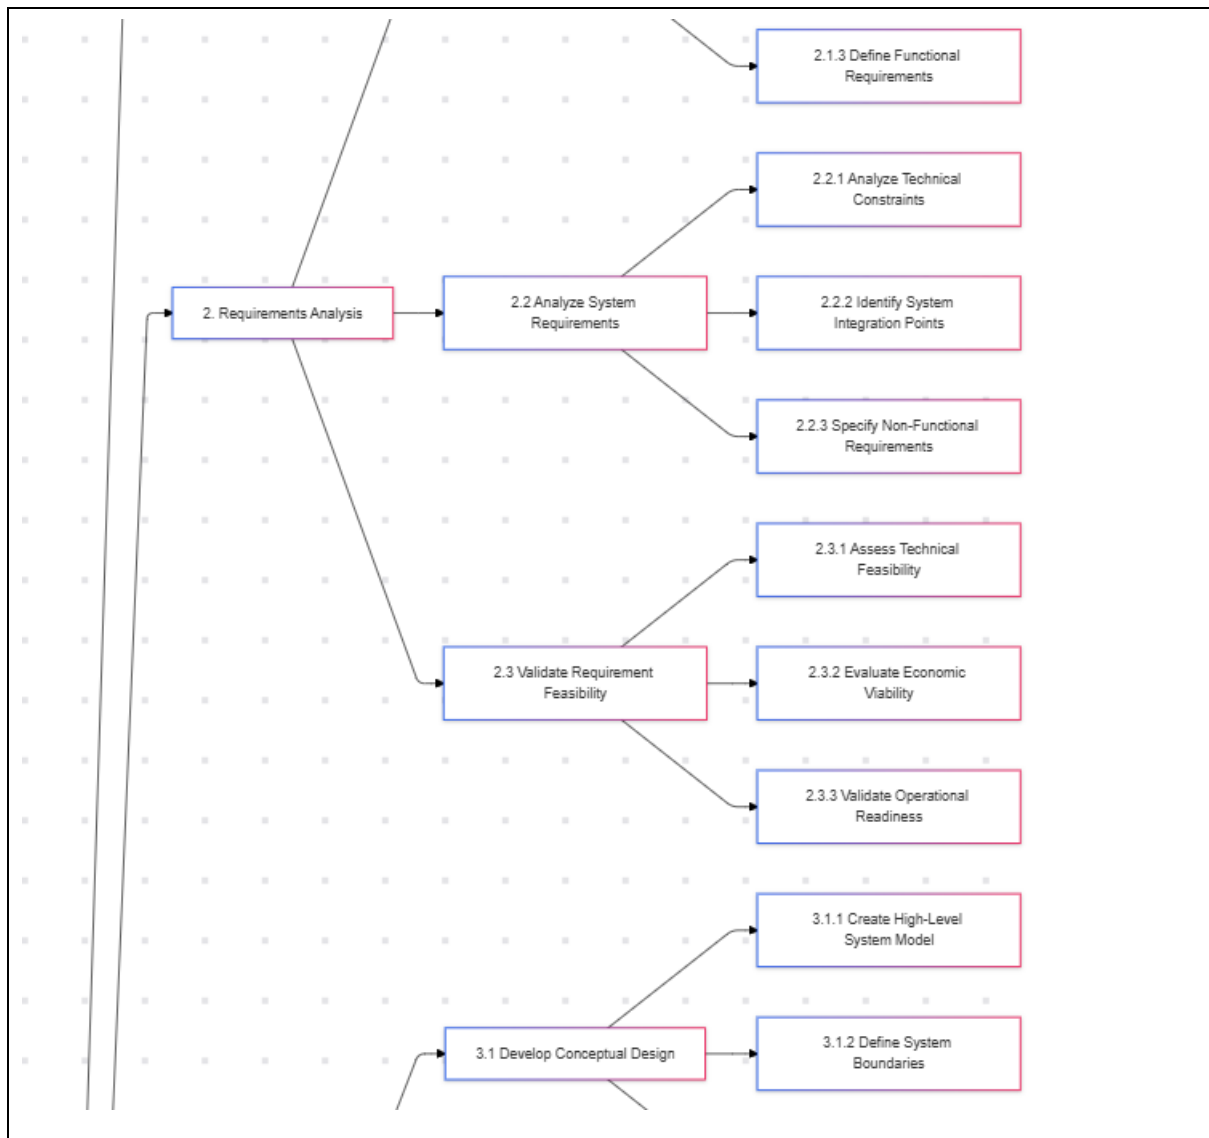 2.1.3 Define Functional
Requirements
2.2.1 Analyze Technical
Constraints
2. Requirements Analysis
2.2 Analyze System
Requirements
2.2.2 Identify System
Integration Points
2.2.3 Specify Non-Functional
Requirements
2.3.1 Assess Technical
Feasibility
2.3 Validate Requirement
Feasibility
2.3.2 Evaluate Economic
Viability
2.3.3 Validate Operational
Readiness
3.1.1 Create High-Level
System Model
3.1 Develop Conceptual Design
3.1.2 Define System
Boundaries